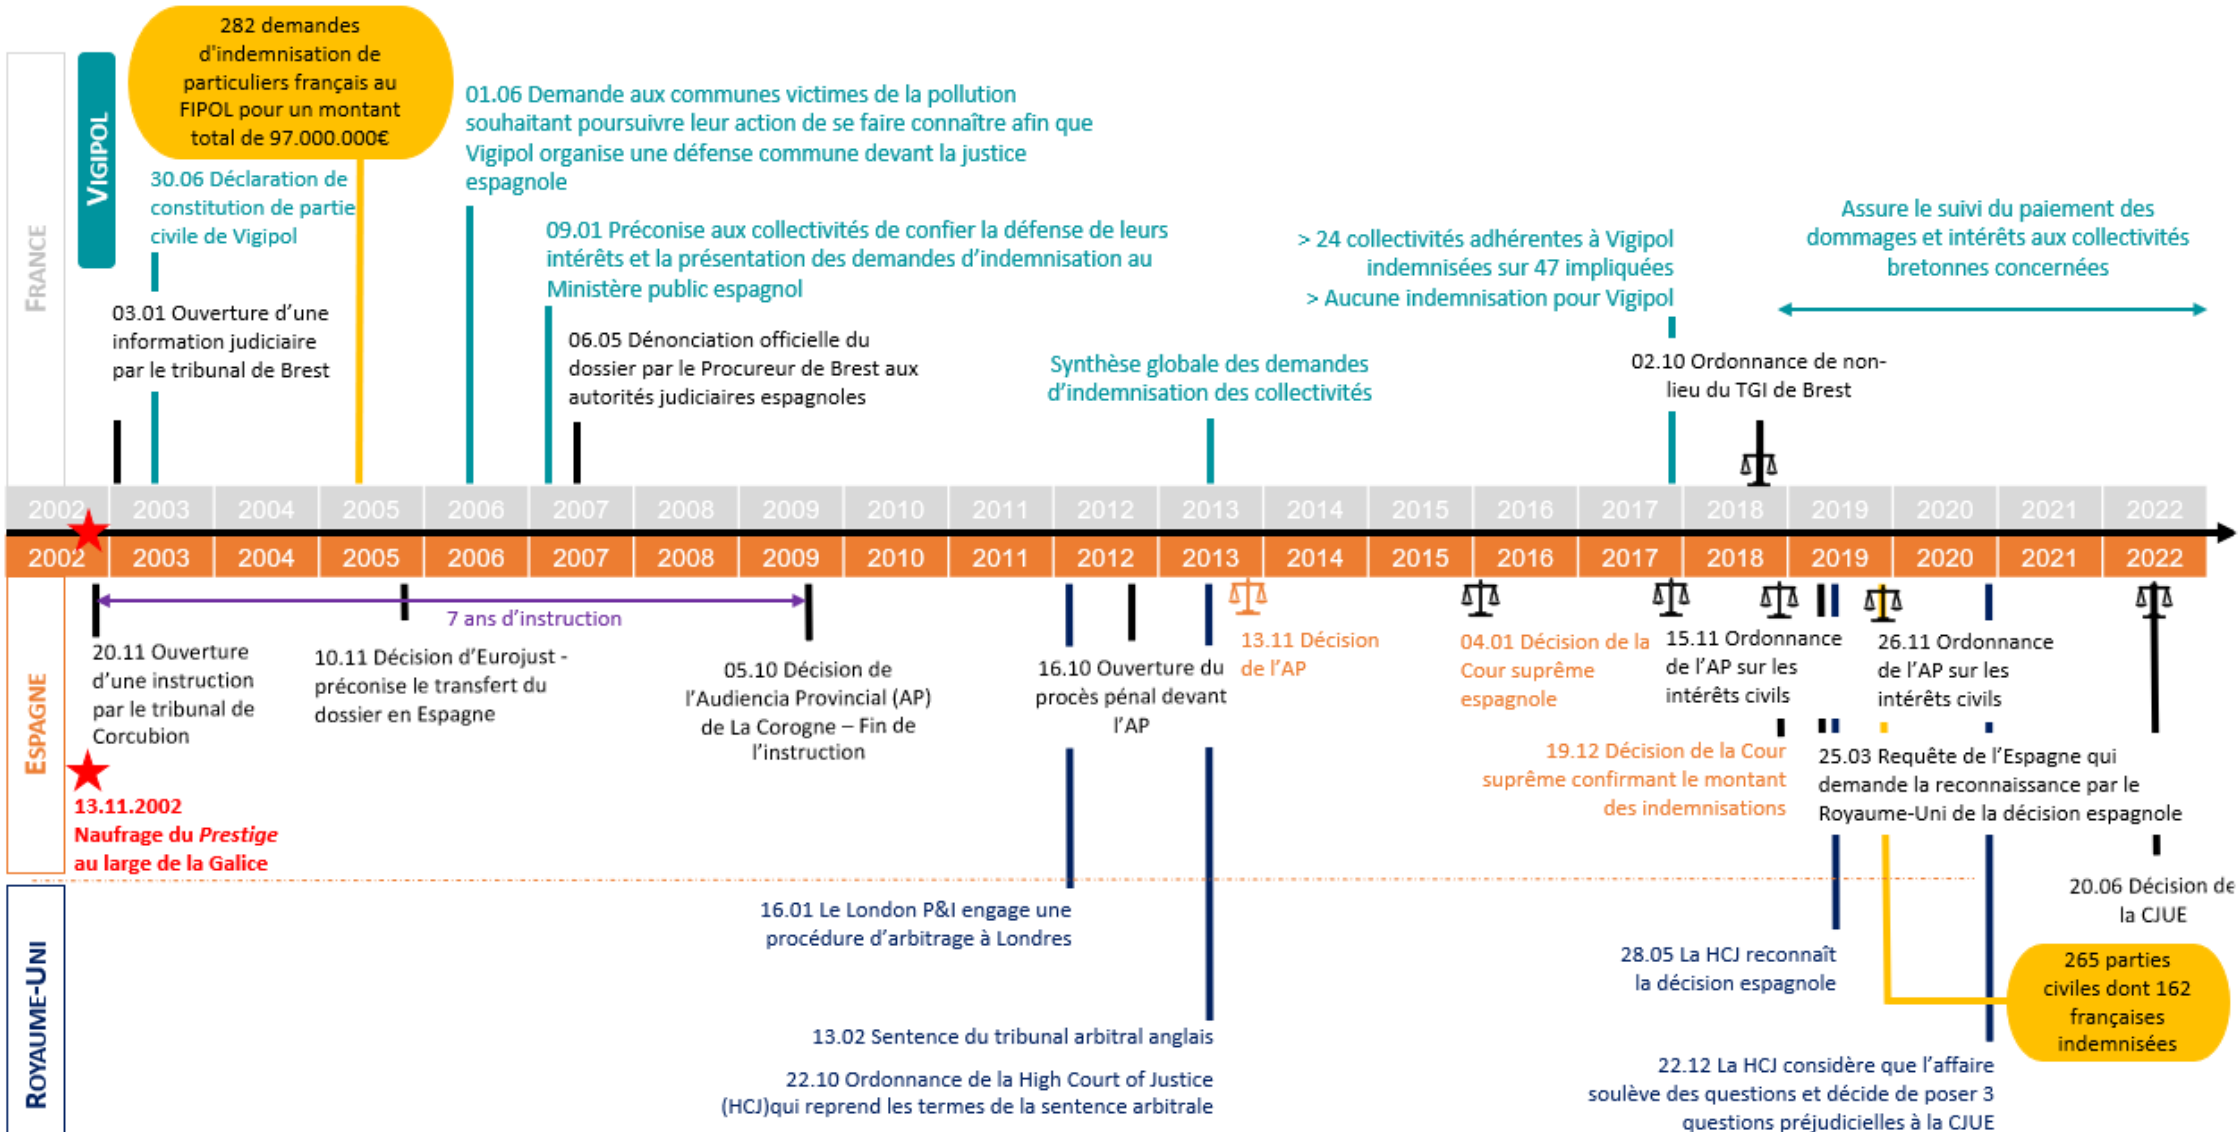 282 demandes
d'indemnisation de
particuliers français au
FIPOL pour un montant
total de 97.000.000€
VIGIPOL
FRANCE
30.06 Déclaration de
constitution de partie
civile de Vigipol
03.01 Ouverture d’une
information judiciaire
par le tribunal de Brest
01.06 Demande aux communes victimes de la pollution
souhaitant poursuivre leur action de se faire connaître afin que
Vigipol organise une défense commune devant la justice
espagnole
09.01 Préconise aux collectivités de confier la défense de leurs
intérêts et la présentation des demandes d’indemnisation au
Ministère public espagnol
06.05 Dénonciation officielle du
dossier par le Procureur de Brest aux
autorités judiciaires espagnoles
Synthèse globale des demandes
d’indemnisation des collectivités
> 24 collectivités adhérentes à Vigipol
indemnisées sur 47 impliquées
> Aucune indemnisation pour Vigipol
02.10 Ordonnance de non-
lieu du TGI de Brest
Assure le suivi du paiement des
dommages et intérêts aux collectivités
bretonnes concernées
2002 2003 2004 2005 2006 2007 2008 2009 2010 2011 2012 2013 2014 2015 2016 2017 2018 2019 2020 2021 2022
2002 2003 2004 2005 2006 2007 2008 2009 2010 2011 2012 2013 2014 2015 2016 2017 2018 2019 2020 2021 2022
ESPAGNE
7 ans d’instruction
20.11 Ouverture
d’une instruction
par le tribunal de
Corcubion
13.11.2002
Naufrage du Prestige
au large de la Galice
10.11 Décision d’Eurojust -
préconise le transfert du
dossier en Espagne
05.10 Décision de
l’Audiencia Provincial (AP)
de La Corogne – Fin de
l’instruction
16.10 Ouverture du
procès pénal devant
l’AP
13.11 Décision
de l’AP
04.01 Décision de la
Cour suprême
espagnole
15.11 Ordonnance
de l’AP sur les
intérêts civils
26.11 Ordonnance
de l’AP sur les
intérêts civils
19.12 Décision de la Cour
suprême confirmant le montant
des indemnisations
25.03 Requête de l’Espagne qui
demande la reconnaissance par le
Royaume-Uni de la décision espagnole
20.06 Décision de
la CJUE
ROYAUME-UNI
16.01 Le London P&I engage une
procédure d’arbitrage à Londres
13.02 Sentence du tribunal arbitral anglais
22.10 Ordonnance de la High Court of Justice
(HCJ)qui reprend les termes de la sentence arbitrale
28.05 La HCJ reconnaît
la décision espagnole
265 parties
civiles dont 162
françaises
indemnisées
22.12 La HCJ considère que l’affaire
soulève des questions et décide de poser 3
questions préjudicielles à la CJUE